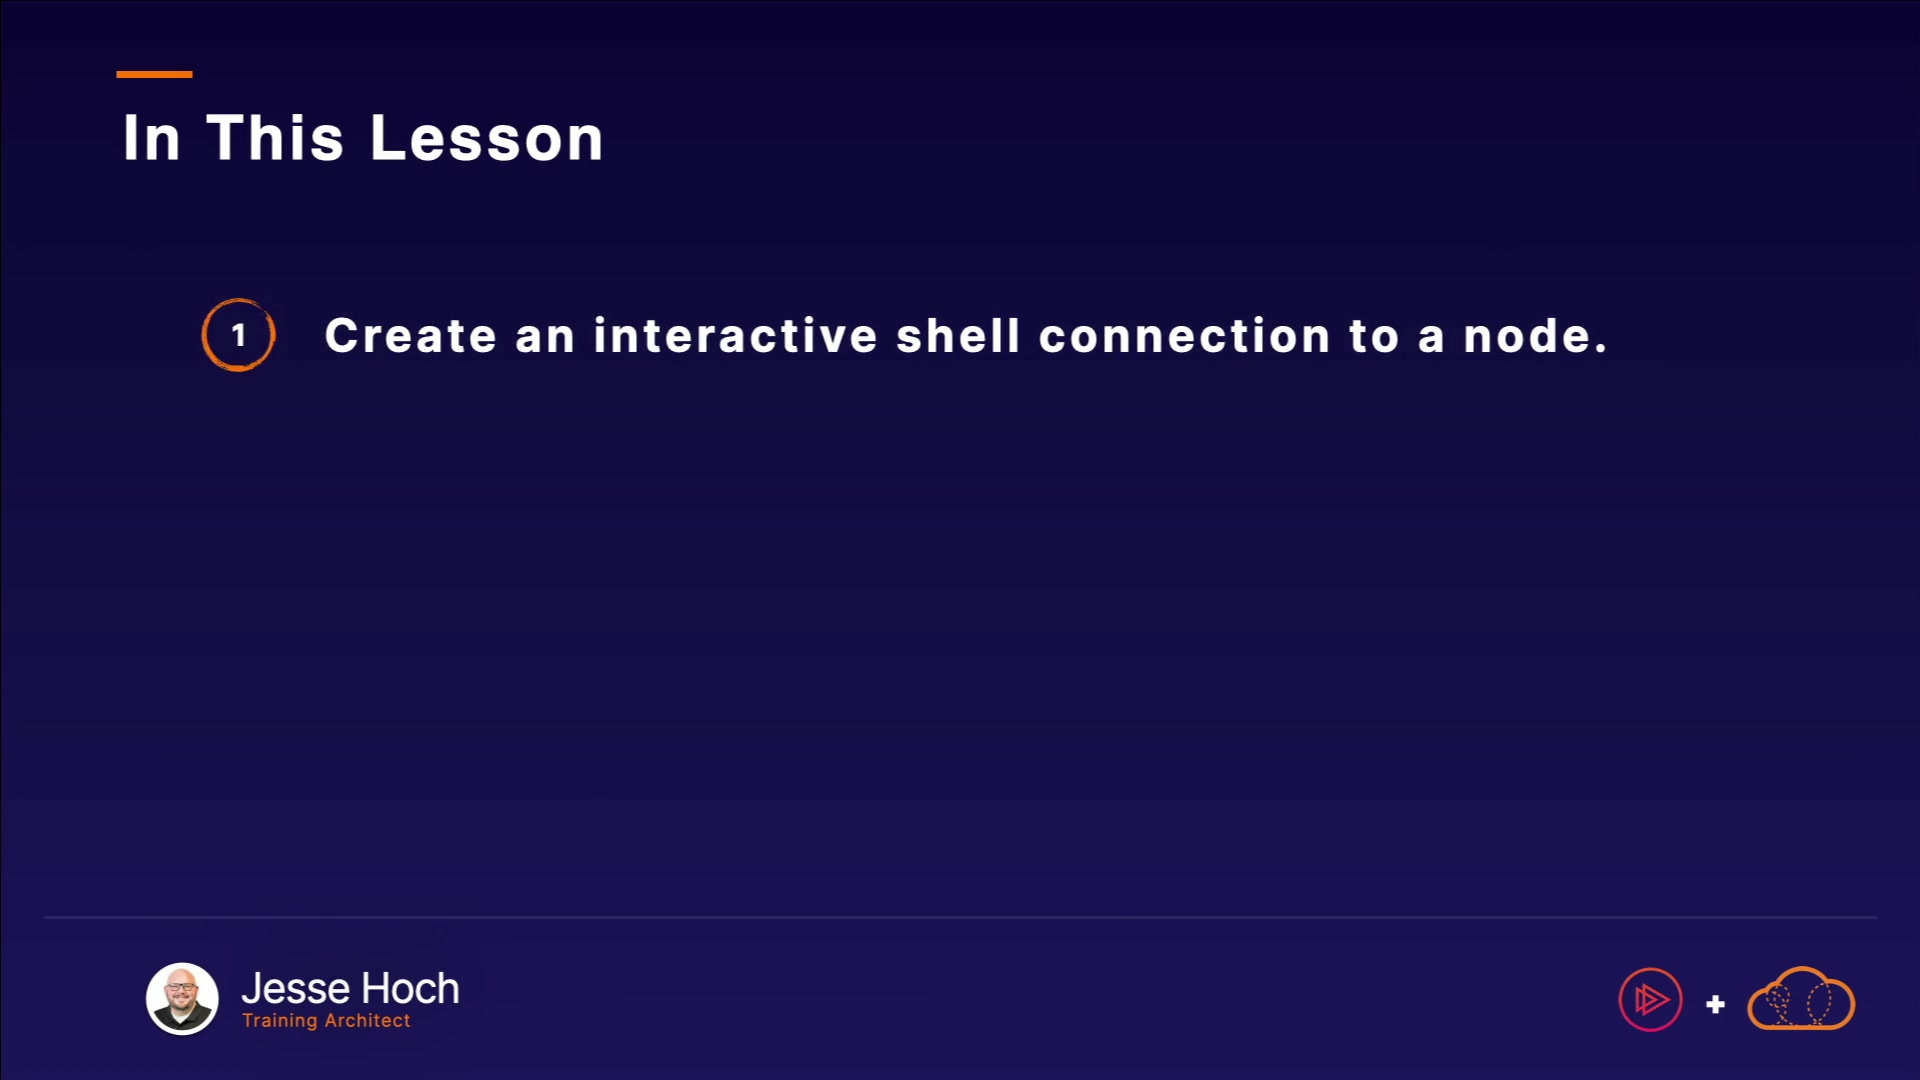 In This Lesson
1 Create an interactive shell connection to a node.
Jesse Hoch
Training Architect
+